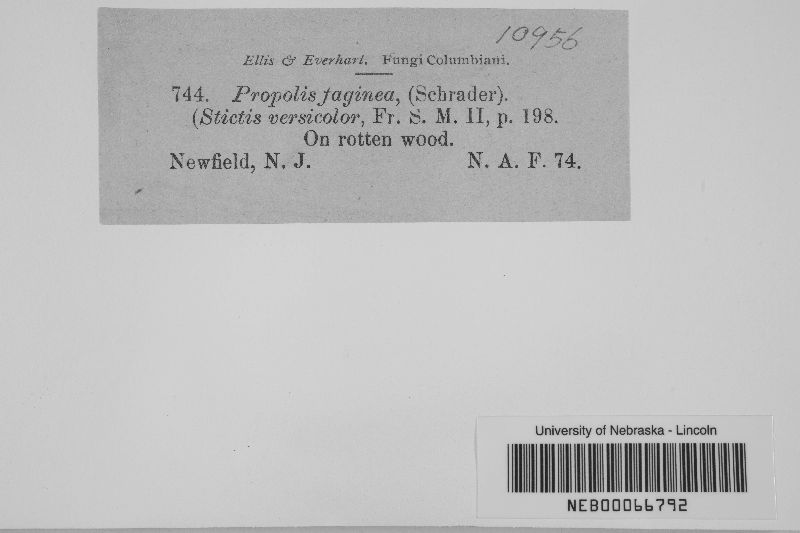 10956
Ellis & Everhart. Fungi Columbiani.
744. Propolis faginea, (Schrader).
(Stictis versicolor, Fr. S. M. II, p. 198.
On rotten wood.
Newfield, N. J. N. A. F. 74.
University of Nebraska - Lincoln
NEB00066792